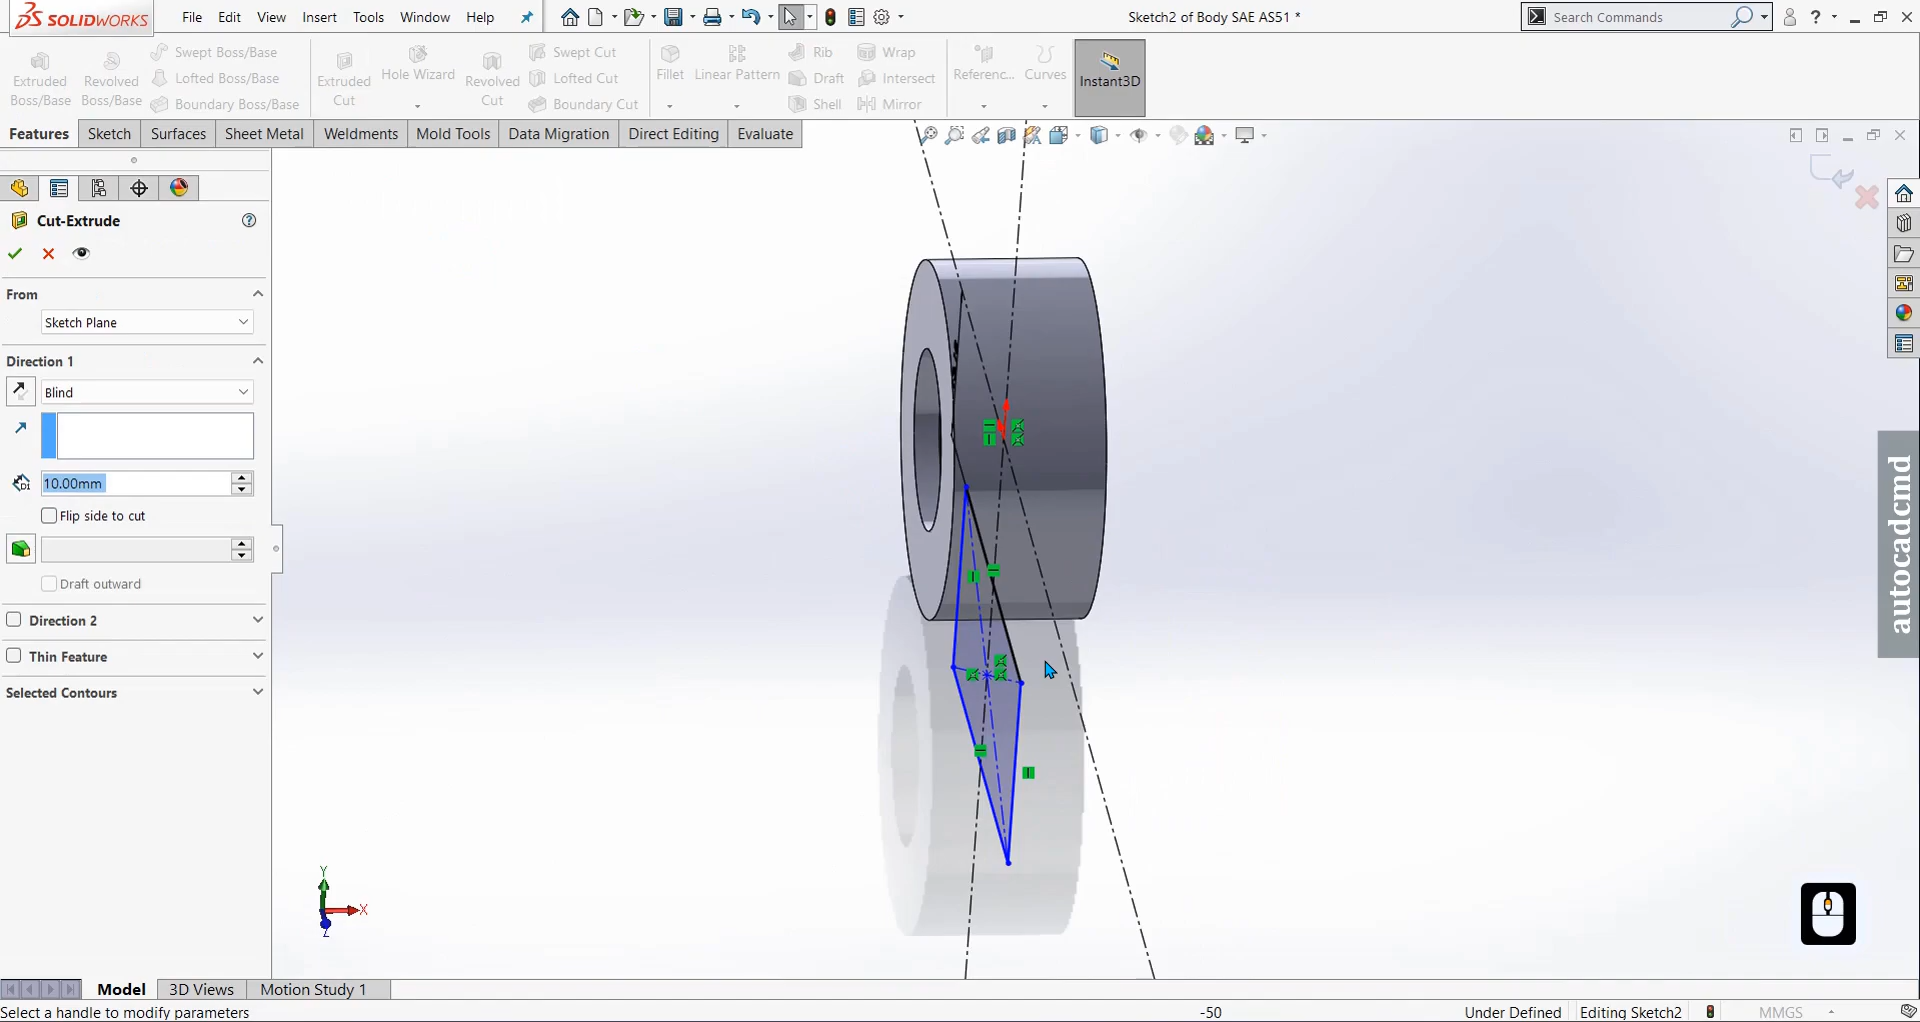 SOLIDWORKS
File Edit View Insert Tools Window Help
Sketch2 of Body SAE AS51 *
Search Commands
Extruded Boss/Base
Revolved Boss/Base
Swept Boss/Base
Lofted Boss/Base
Boundary Boss/Base
Extruded Cut
Hole Wizard
Revolved Cut
Swept Cut
Lofted Cut
Boundary Cut
Fillet
Linear Pattern
Rib
Draft
Shell
Wrap
Intersect
Mirror
Referenc...
Curves
Instant3D
Features Sketch Surfaces Sheet Metal Weldments Mold Tools Data Migration Direct Editing Evaluate
Cut-Extrude
From
Sketch Plane
Direction 1
Blind
10.00mm
Flip side to cut
Draft outward
Direction 2
Thin Feature
Selected Contours
autocadcmd
Y
X
Z
Model 3D Views Motion Study 1
Select a handle to modify parameters
-50
Under Defined
Editing Sketch2
MMGS